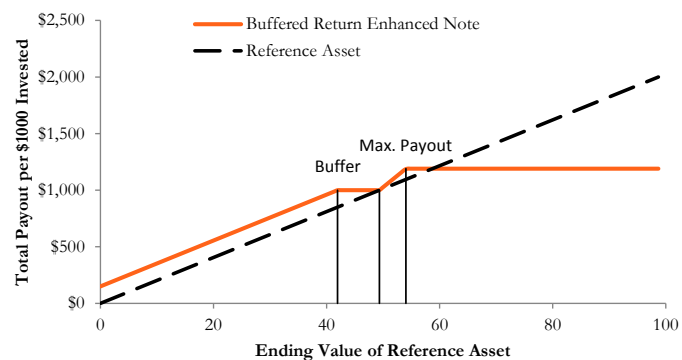 $2,500
Buffered Return Enhanced Note
Reference Asset
$2,000
$1,500
Max. Payout
Buffer
$1,000
$500
$0
0 20 40 60 80 100
Total Payout per $1000 Invested
Ending Value of Reference Asset